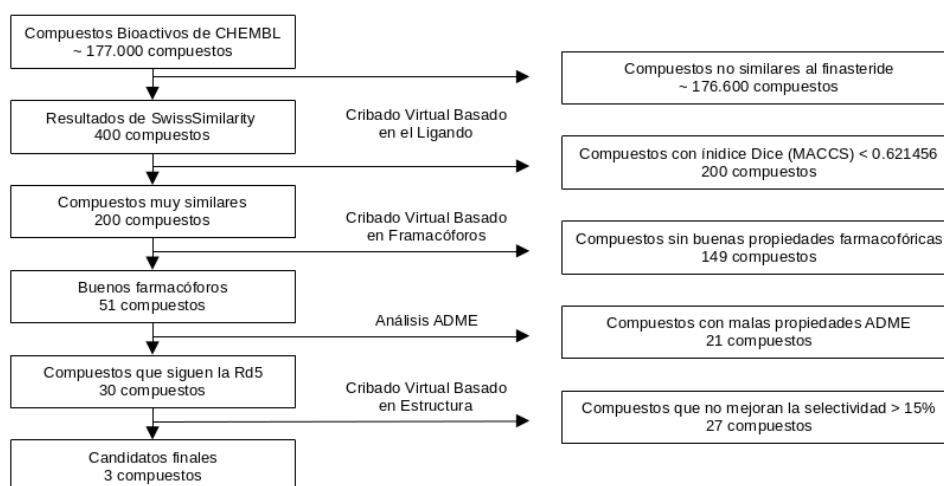 Compuestos Bioactivos de CHEMBL
~ 177.000 compuestos
Compuestos no similares al finasteride
~ 176.600 compuestos
Resultados de SwissSimilarity
400 compuestos
Cribado Virtual Basado
en el Ligando
Compuestos con ínidice Dice (MACCS) < 0.621456
200 compuestos
Compuestos muy similares
200 compuestos
Cribado Virtual Basado
en Framacóforos
Compuestos sin buenas propiedades farmacofóricas
149 compuestos
Buenos farmacóforos
51 compuestos
Análisis ADME
Compuestos con malas propiedades ADME
21 compuestos
Compuestos que siguen la Rd5
30 compuestos
Cribado Virtual Basado
en Estructura
Compuestos que no mejoran la selectividad > 15%
27 compuestos
Candidatos finales
3 compuestos